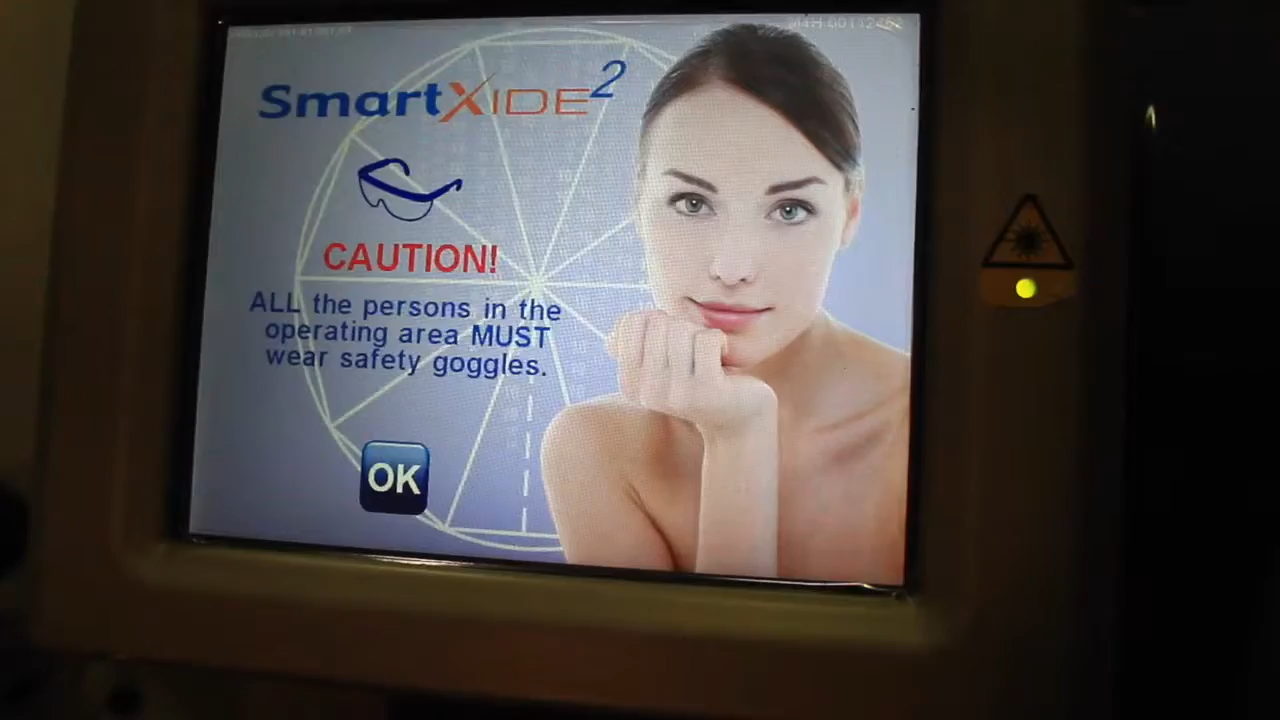 SmartXIDE2
CAUTION!
ALL the persons in the
operating area MUST
wear safety goggles.
OK